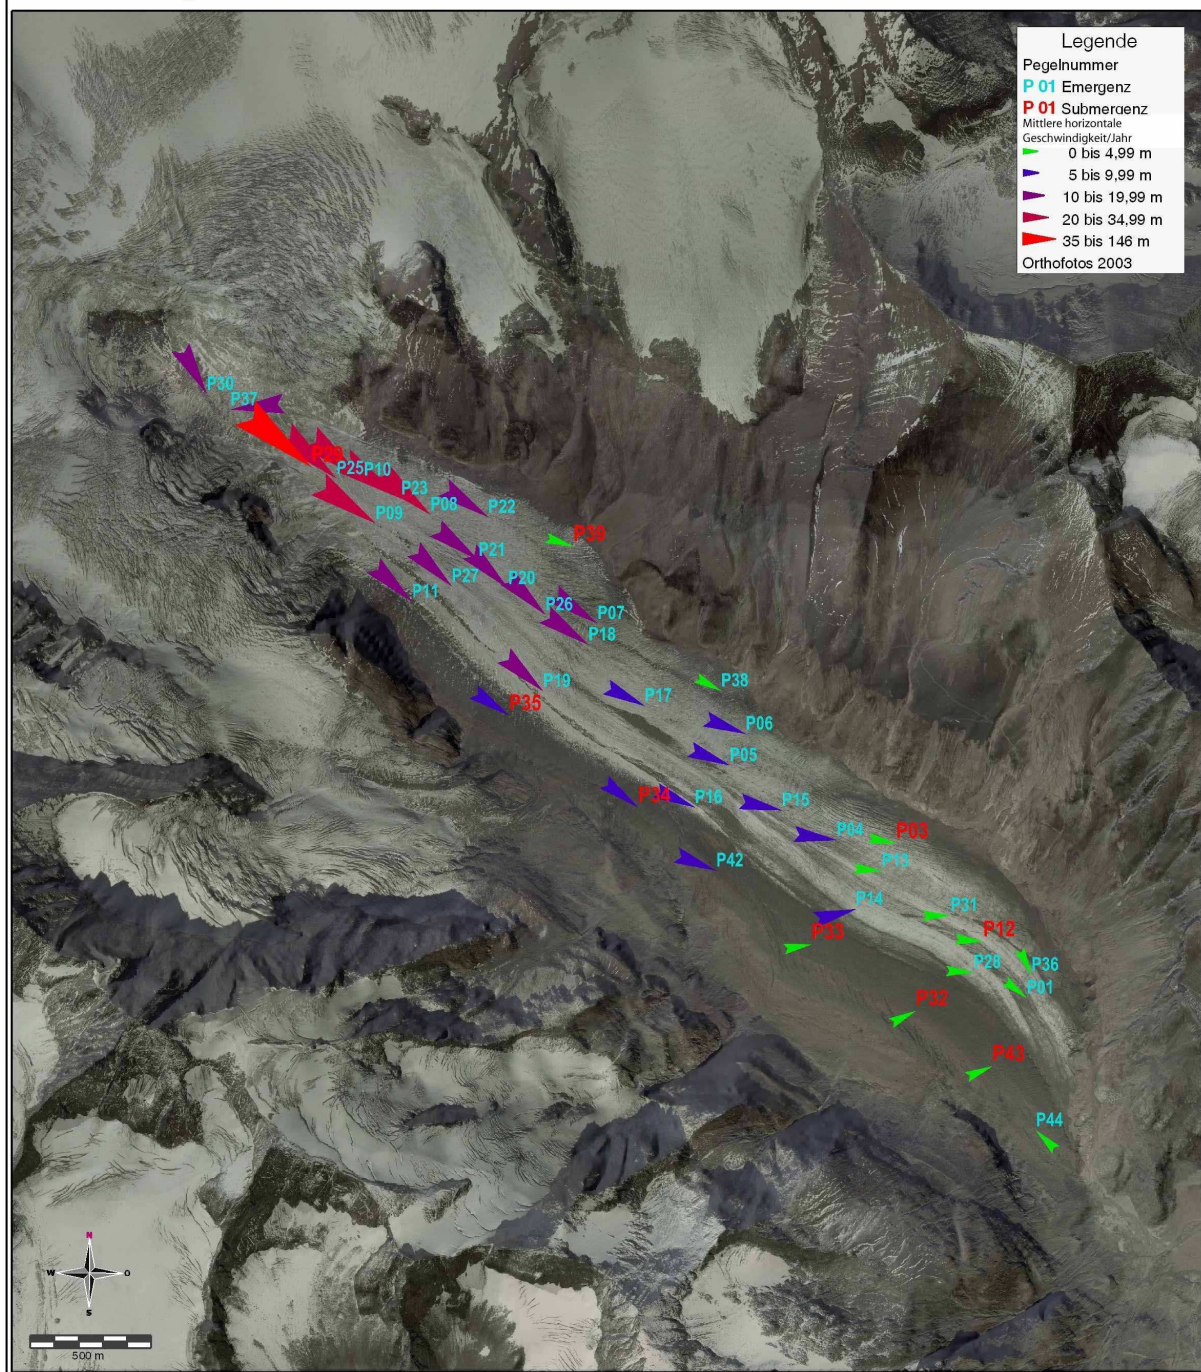 Legende
Pegelnummer
P 01 Emergenz
P 01 Submergenz
Mittlere horizontale
Geschwindigkeit/Jahr
0 bis 4,99 m
5 bis 9,99 m
10 bis 19,99 m
20 bis 34,99 m
35 bis 146 m
Orthofotos 2003
P30
P37
P25
P10
P23
P08
P22
P09
P39
P21
P27
P20
P11
P26
P07
P18
P19
P38
P17
P35
P06
P05
P34
P16
P15
P04
P03
P42
P13
P14
P31
P33
P12
P28
P36
P01
P32
P43
P44
N
W
O
S
500 m